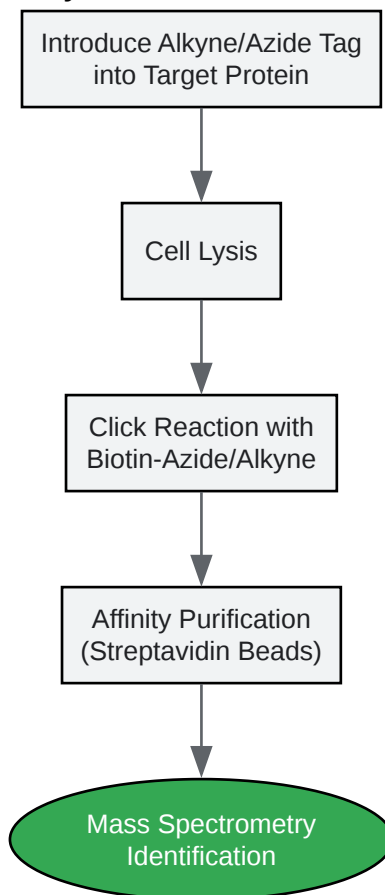 Introduce Alkyne/Azide Tag
into Target Protein
Cell Lysis
Click Reaction with
Biotin-Azide/Alkyne
Affinity Purification
(Streptavidin Beads)
Mass Spectrometry
Identification